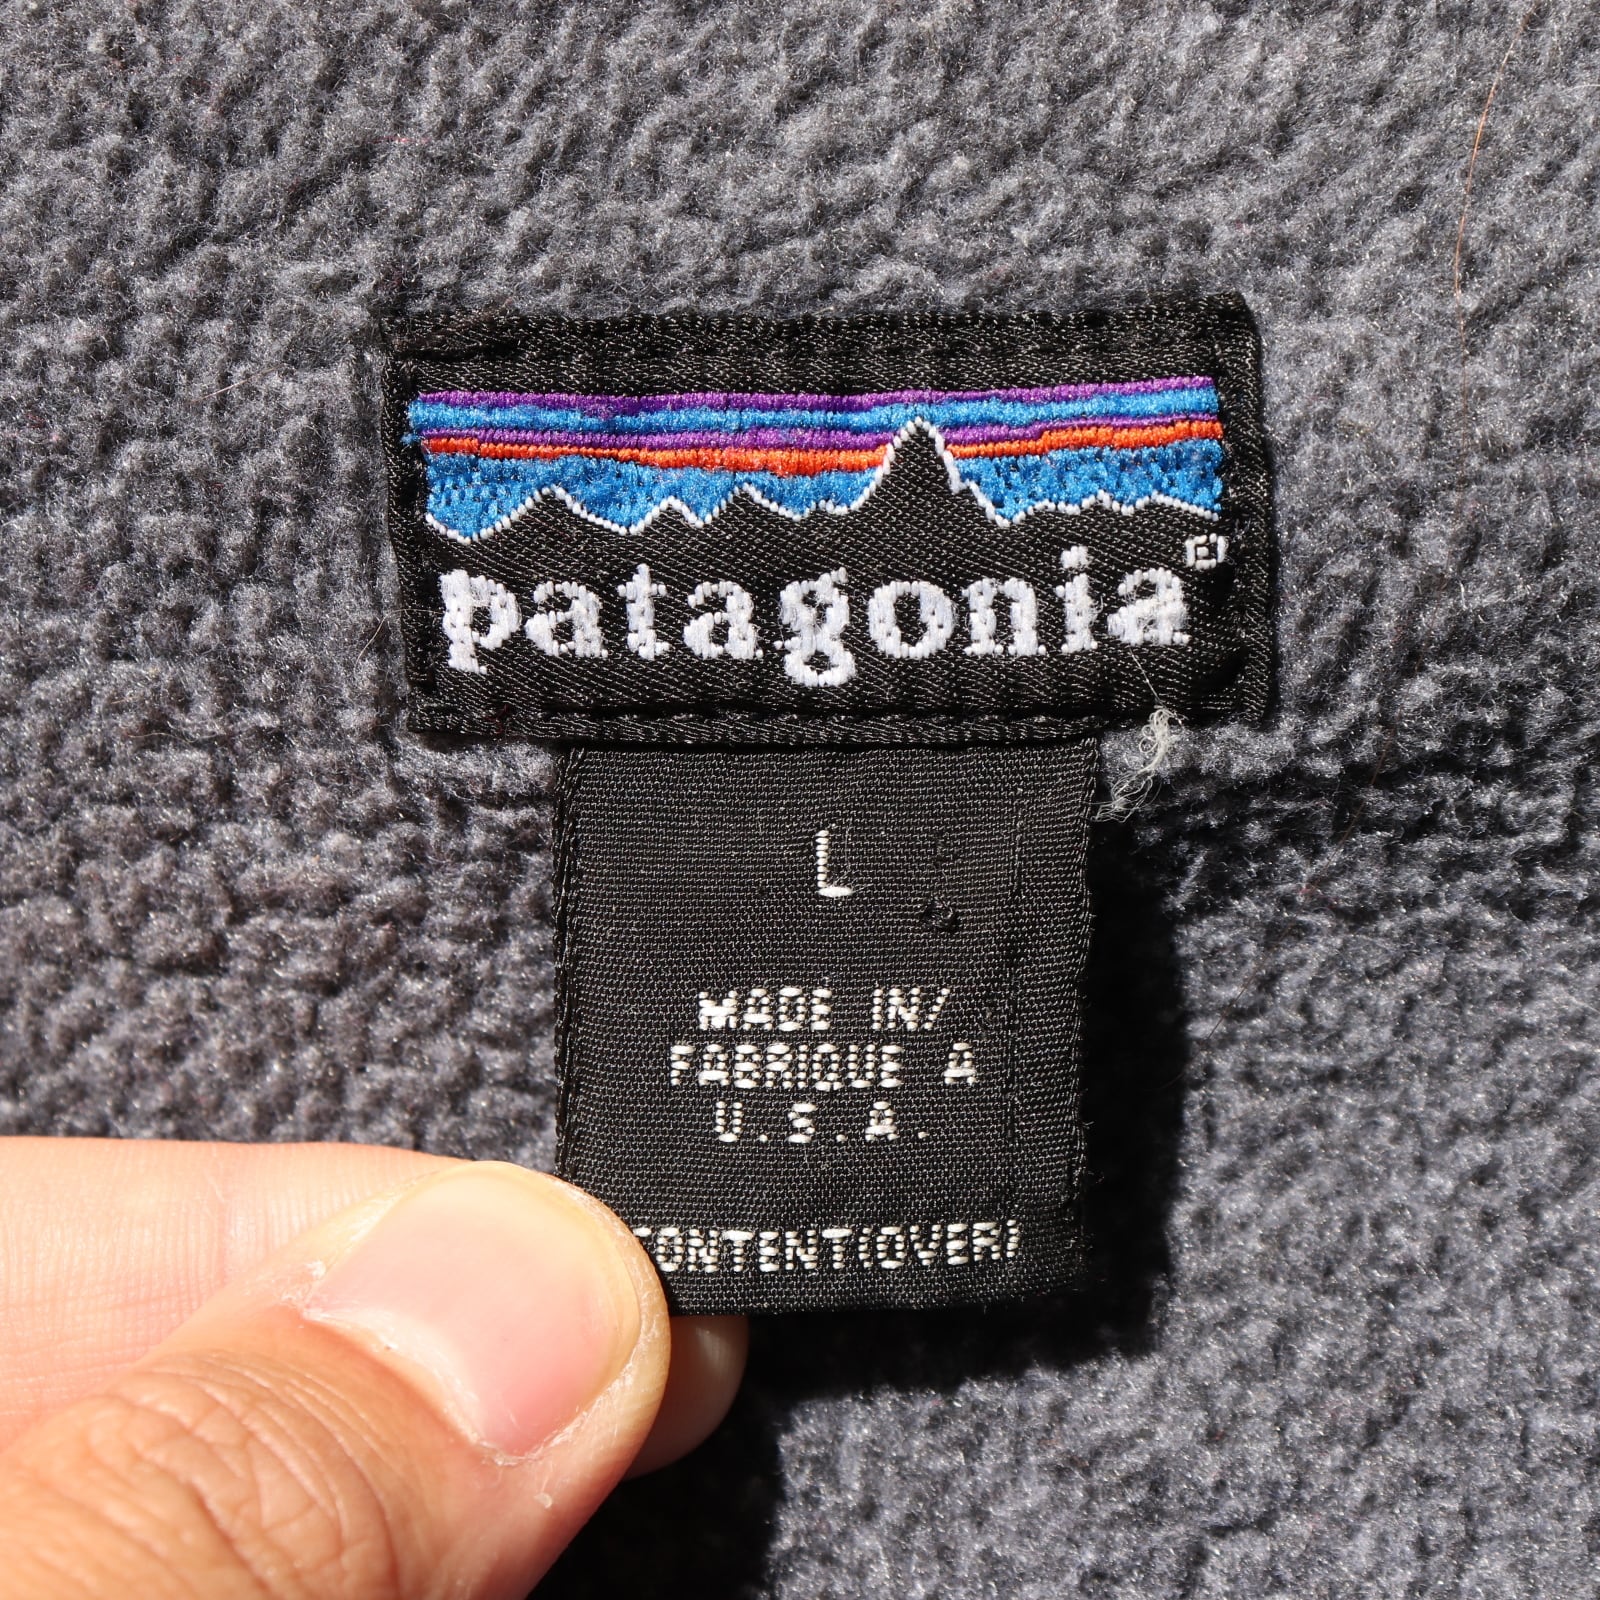 patagonia®
L
MADE IN/
FABRIQUE A
U.S.A.
CONTENT(OVER)